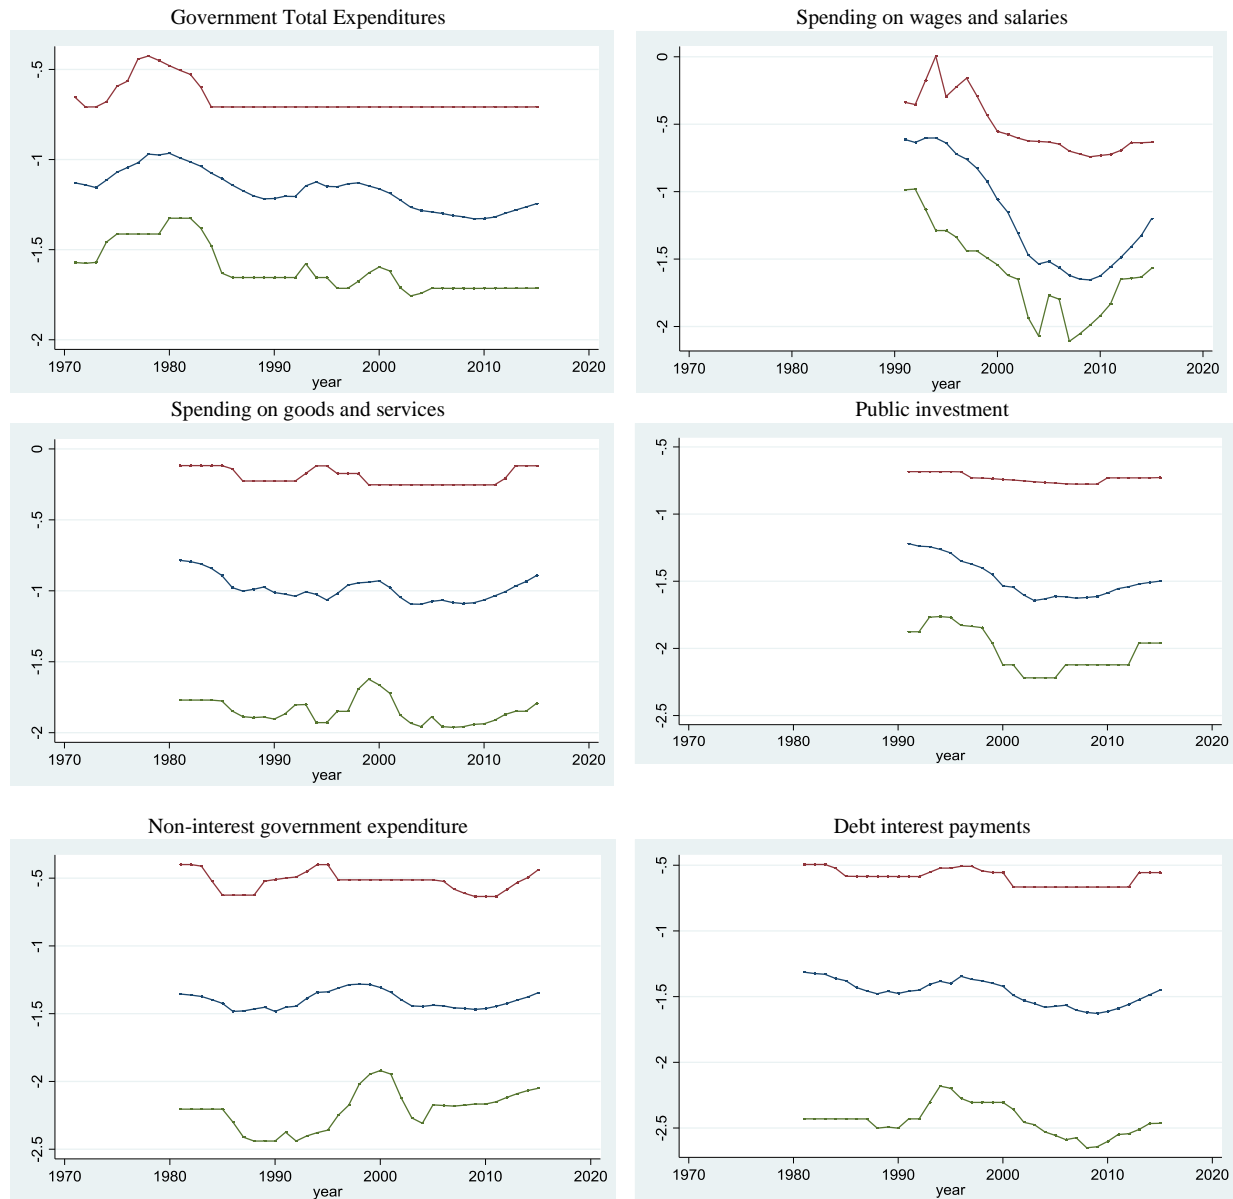 Government Total Expenditures
-.5
-1
-1.5
-2
1970 1980 1990 2000 2010 2020
year
Spending on wages and salaries
0
-.5
-1
-1.5
-2
1970 1980 1990 2000 2010 2020
year
Spending on goods and services
0
-.5
-1
-1.5
-2
1970 1980 1990 2000 2010 2020
year
Public investment
-.5
-1
-1.5
-2
-2.5
1970 1980 1990 2000 2010 2020
year
Non-interest government expenditure
-.5
-1
-1.5
-2
-2.5
1970 1980 1990 2000 2010 2020
year
Debt interest payments
-.5
-1
-1.5
-2
-2.5
1970 1980 1990 2000 2010 2020
year